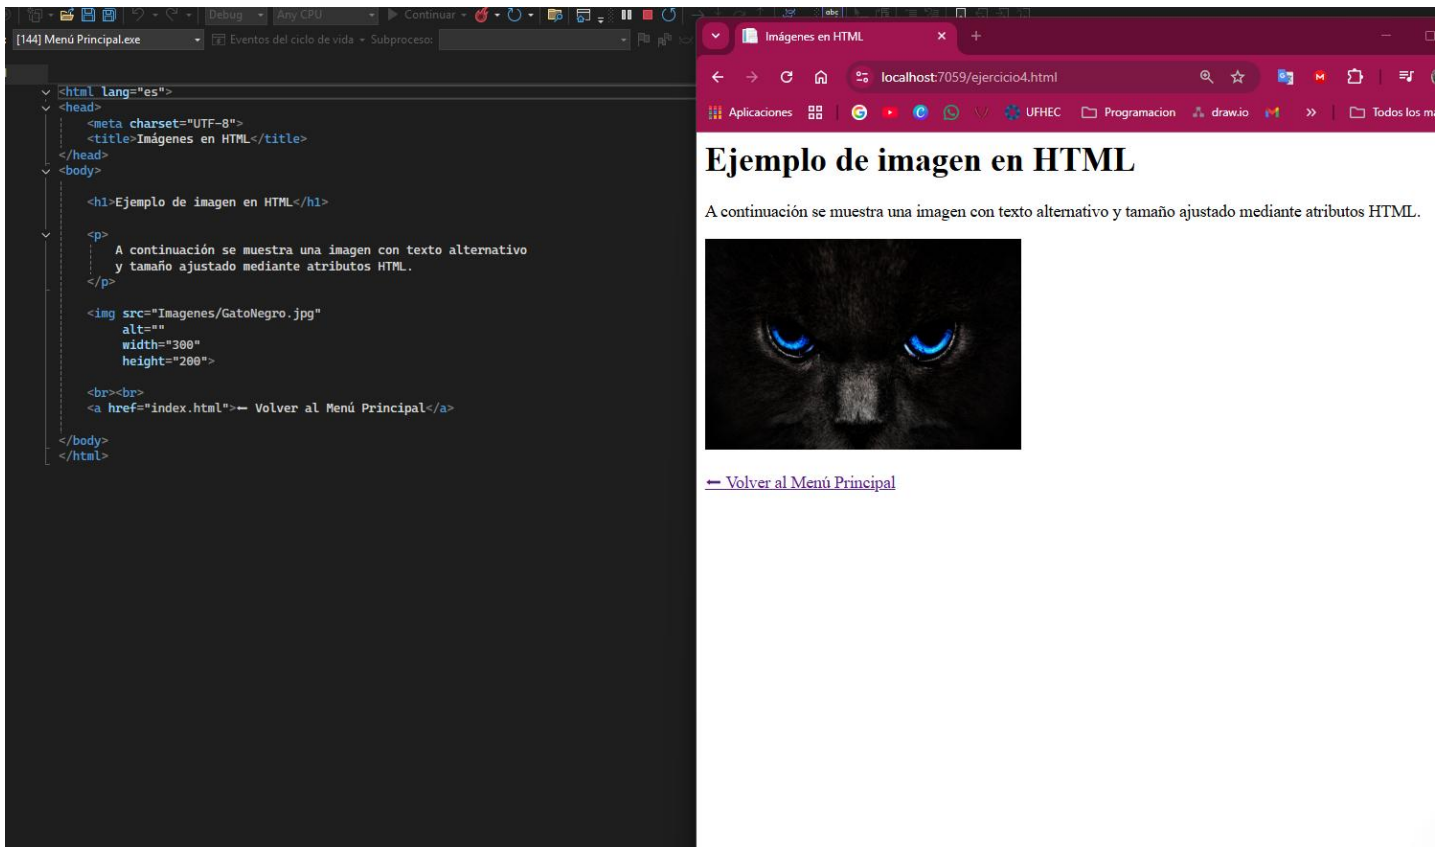 Debug Any CPU Continuar
[144] Menú Principal.exe Eventos del ciclo de vida Subproceso:
<html lang="es">
<head>
<meta charset="UTF-8">
<title>Imágenes en HTML</title>
</head>
<body>
<h1>Ejemplo de imagen en HTML</h1>
<p>
A continuación se muestra una imagen con texto alternativo
y tamaño ajustado mediante atributos HTML.
</p>
<img src="Imagenes/GatoNegro.jpg"
alt=""
width="300"
height="200">
<br><br>
<a href="index.html">← Volver al Menú Principal</a>
</body>
</html>
abc
Imágenes en HTML
localhost:7059/ejercicio4.html
Aplicaciones UFHEC Programacion draw.io » Todos los
Ejemplo de imagen en HTML
A continuación se muestra una imagen con texto alternativo y tamaño ajustado mediante atributos HTML.
← Volver al Menú Principal